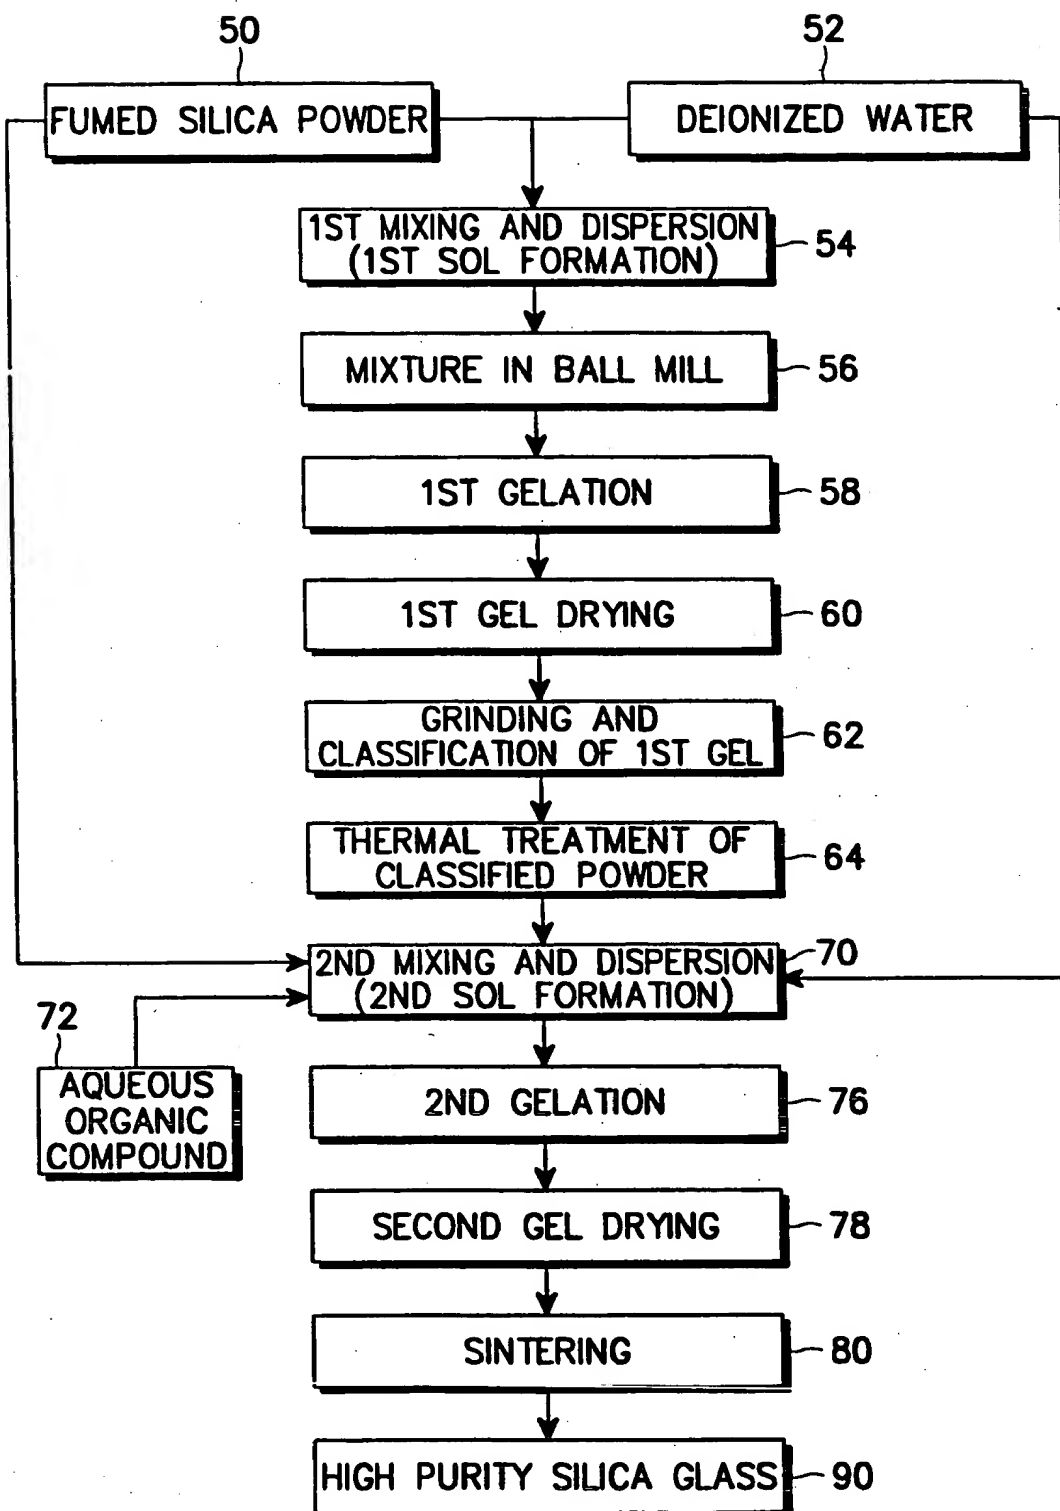 50
52
FUMED SILICA POWDER
DEIONIZED WATER
1ST MIXING AND DISPERSION
(1ST SOL FORMATION)
54
MIXTURE IN BALL MILL
56
1ST GELATION
58
1ST GEL DRYING
60
GRINDING AND
CLASSIFICATION OF 1ST GEL
62
THERMAL TREATMENT OF
CLASSIFIED POWDER
64
2ND MIXING AND DISPERSION
(2ND SOL FORMATION)
70
72
AQUEOUS
ORGANIC
COMPOUND
2ND GELATION
76
SECOND GEL DRYING
78
SINTERING
80
HIGH PURITY SILICA GLASS
90